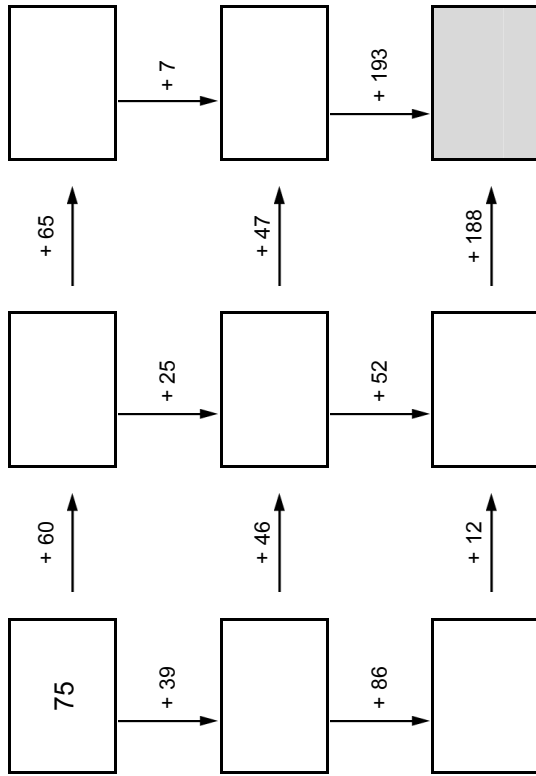 75 + 60 + 65
+ 39 + 25 + 7
+ 46 + 47
+ 86 + 52 + 193
+ 12 + 188